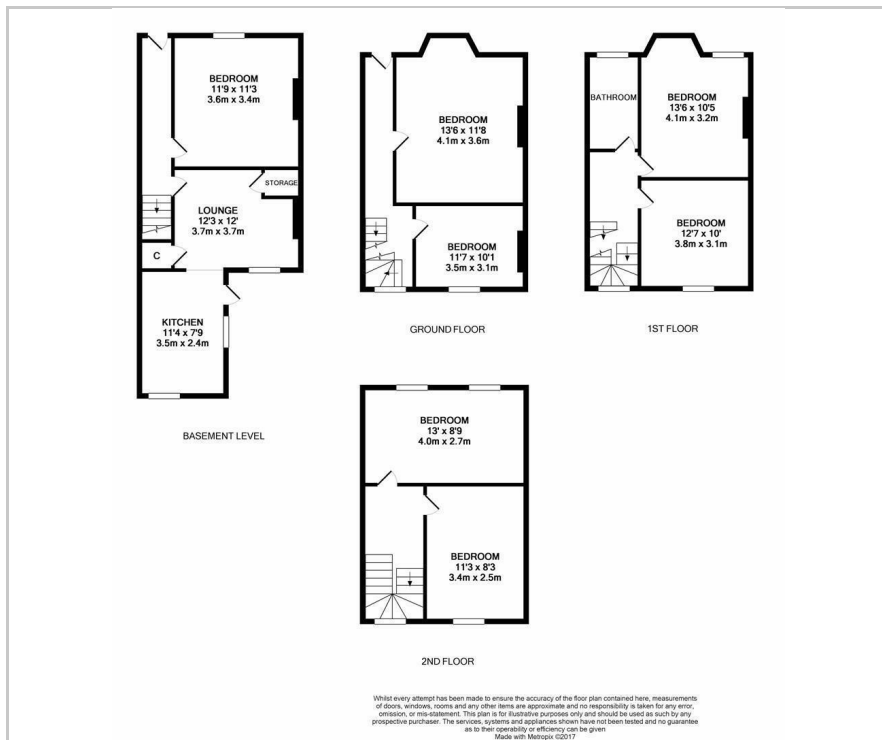 BEDROOM
11'9 x 11'3
3.6m x 3.4m
STORAGE
LOUNGE
12'3 x 12'
3.7m x 3.7m
C
KITCHEN
11'4 x 7'9
3.5m x 2.4m
BASEMENT LEVEL
BEDROOM
13'6 x 11'8
4.1m x 3.6m
BEDROOM
11'7 x 10'1
3.5m x 3.1m
GROUND FLOOR
BATHROOM
BEDROOM
13'6 x 10'5
4.1m x 3.2m
BEDROOM
12'7 x 10'
3.8m x 3.1m
1ST FLOOR
BEDROOM
13' x 8'9
4.0m x 2.7m
BEDROOM
11'3 x 8'3
3.4m x 2.5m
2ND FLOOR
Whilst every attempt has been made to ensure the accuracy of the floor plan contained here, measurements
of doors, windows, rooms and any other items are approximate and no responsibility is taken for any error,
omission, or mis-statement. This plan is for illustrative purposes only and should be used as such by any
prospective purchaser. The services, systems and appliances shown have not been tested and no guarantee
as to their operability or efficiency can be given
Made with Metropix ©2017